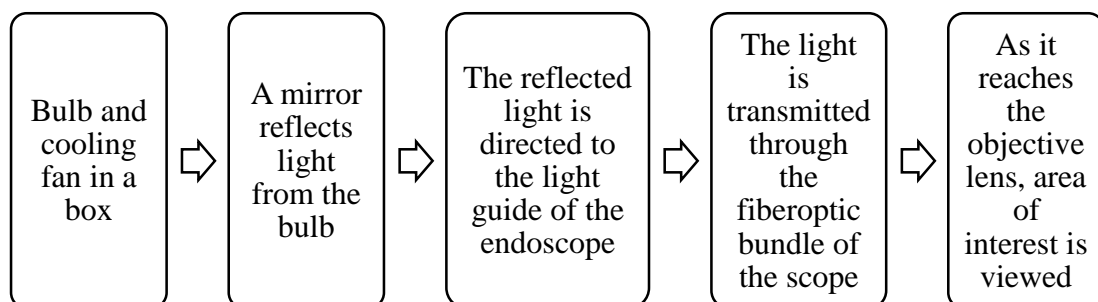 Bulb and
cooling
fan in a
box
A mirror
reflects
light
from the
bulb
The reflected
light is
directed to
the light
guide of the
endoscope
The light
is
transmitted
through
the
fiberoptic
bundle of
the scope
As it
reaches
the
objective
lens, area
of
interest is
viewed